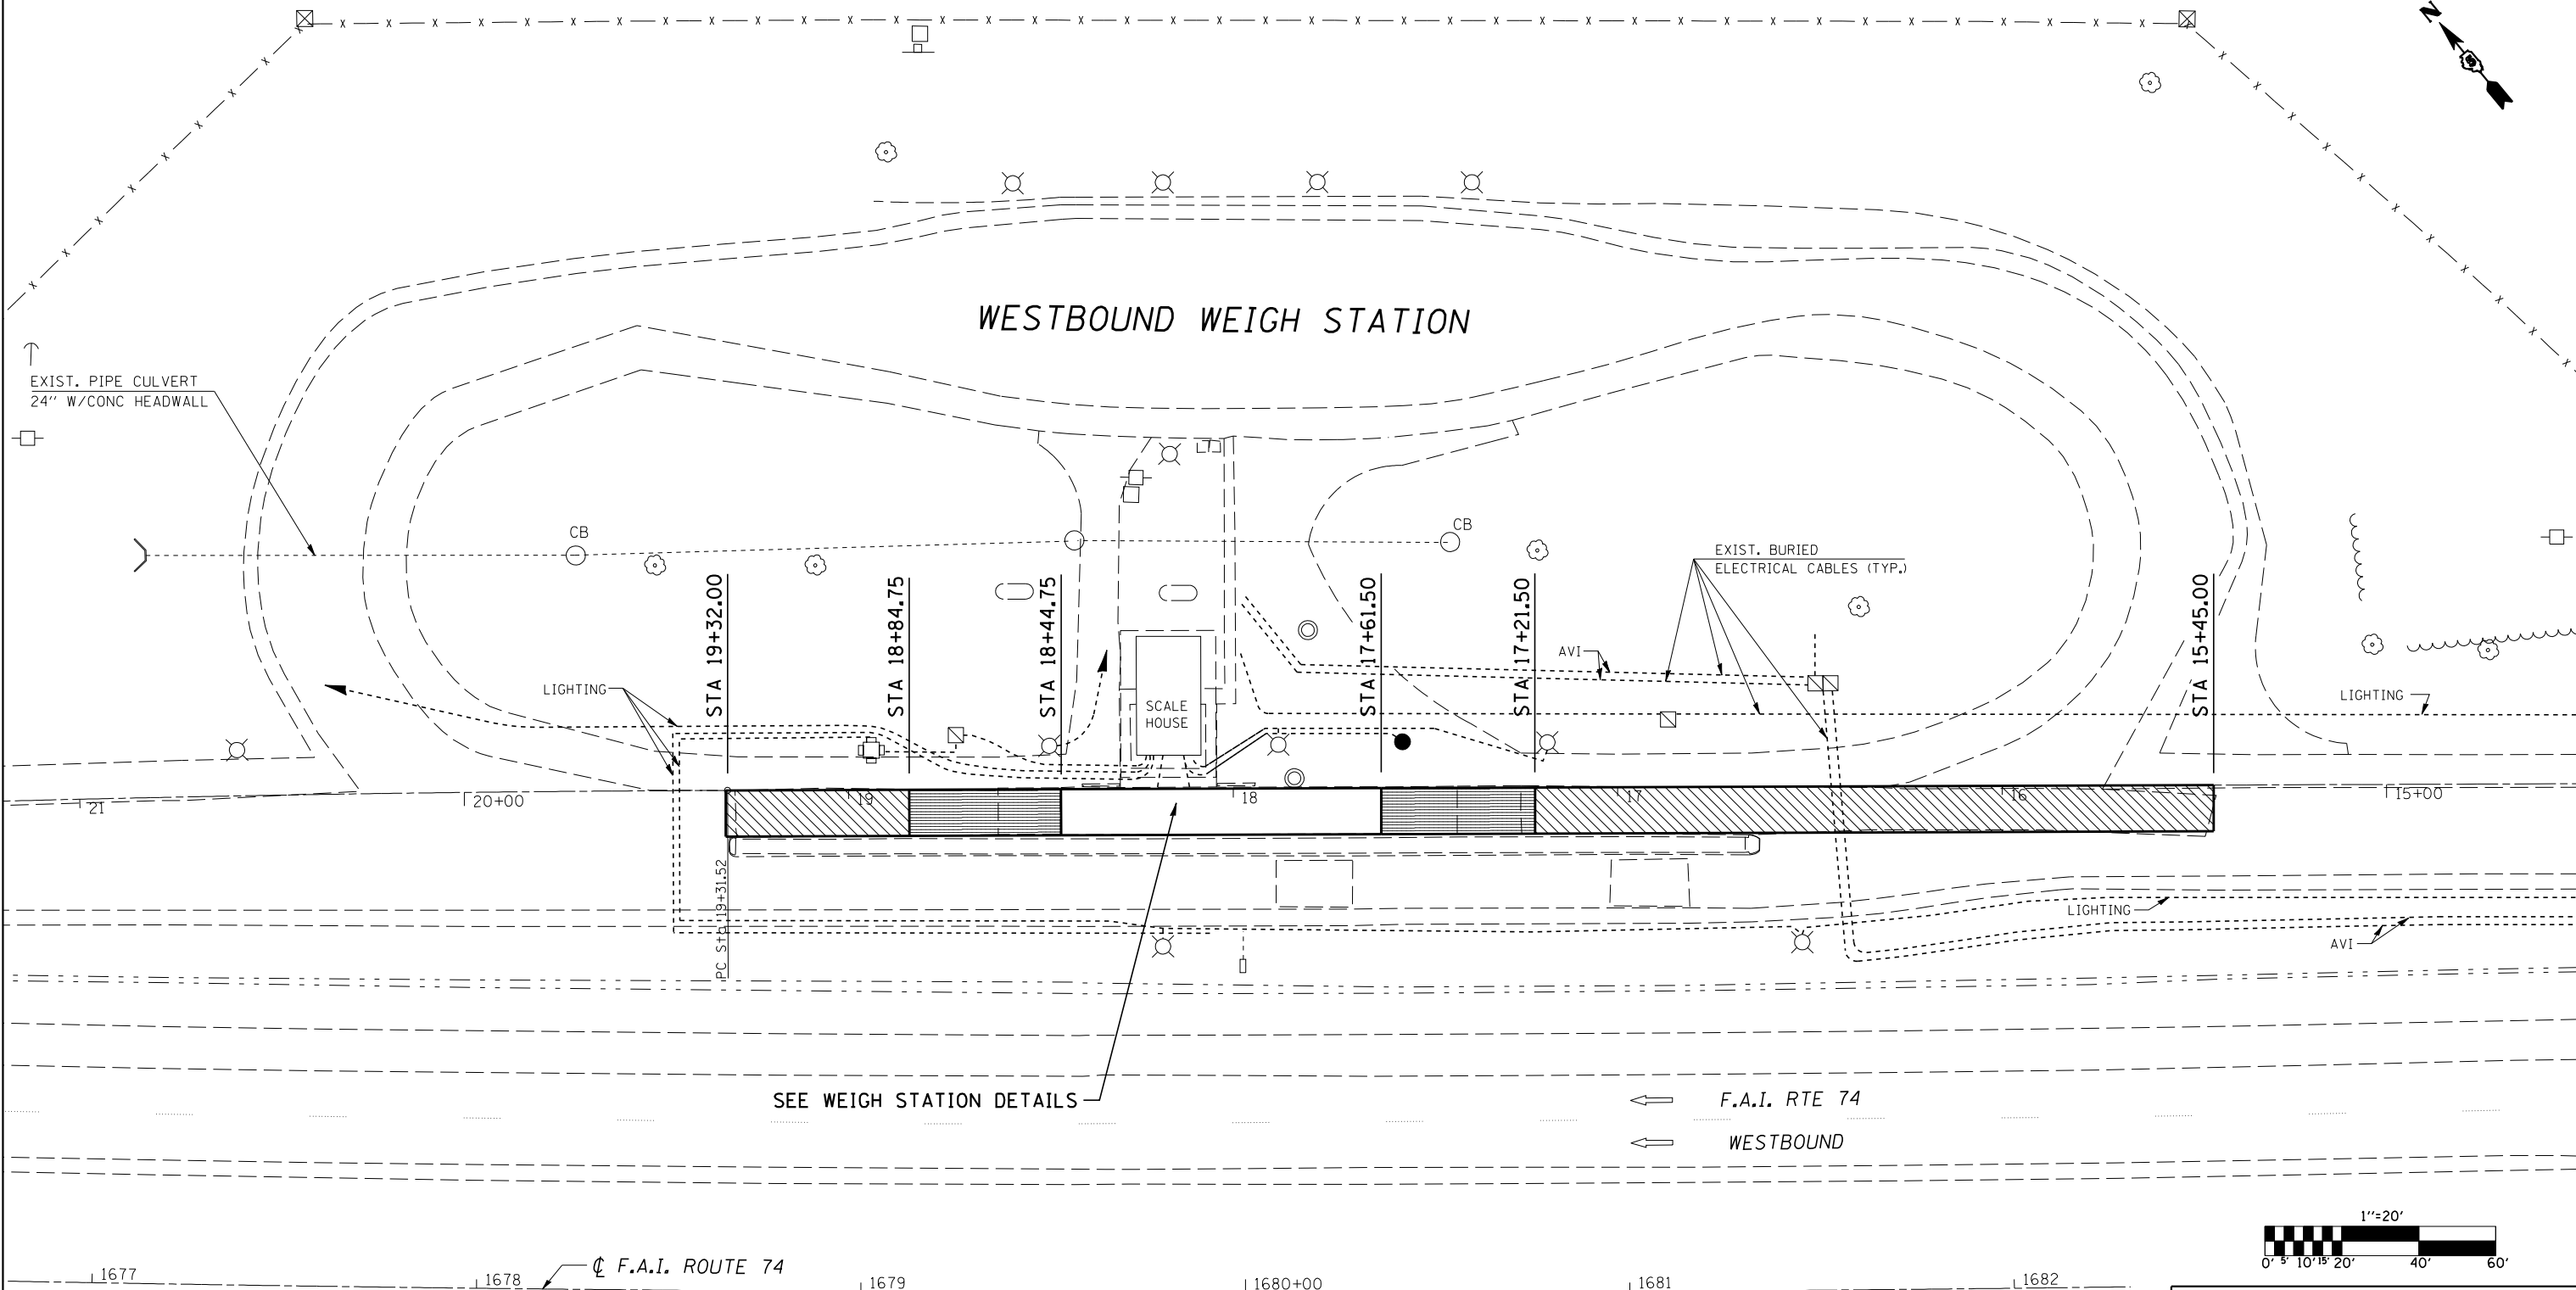 N
WESTBOUND WEIGH STATION
EXIST. PIPE CULVERT
24" W/CONC HEADWALL
CB
CB
EXIST. BURIED
ELECTRICAL CABLES (TYP.)
STA 19+32.00
STA 18+84.75
STA 18+44.75
STA 17+61.50
STA 17+21.50
STA 15+45.00
AVI
LIGHTING
LIGHTING
SCALE
HOUSE
21
20+00
19
18
17
16
15+00
PC Sta 19+31.52
LIGHTING
AVI
SEE WEIGH STATION DETAILS
F.A.I. RTE 74
WESTBOUND
1"=20'
0' 5' 10' 15' 20' 40' 60'
℄ F.A.I. ROUTE 74
1677
1678
1679
1680+00
1681
1682